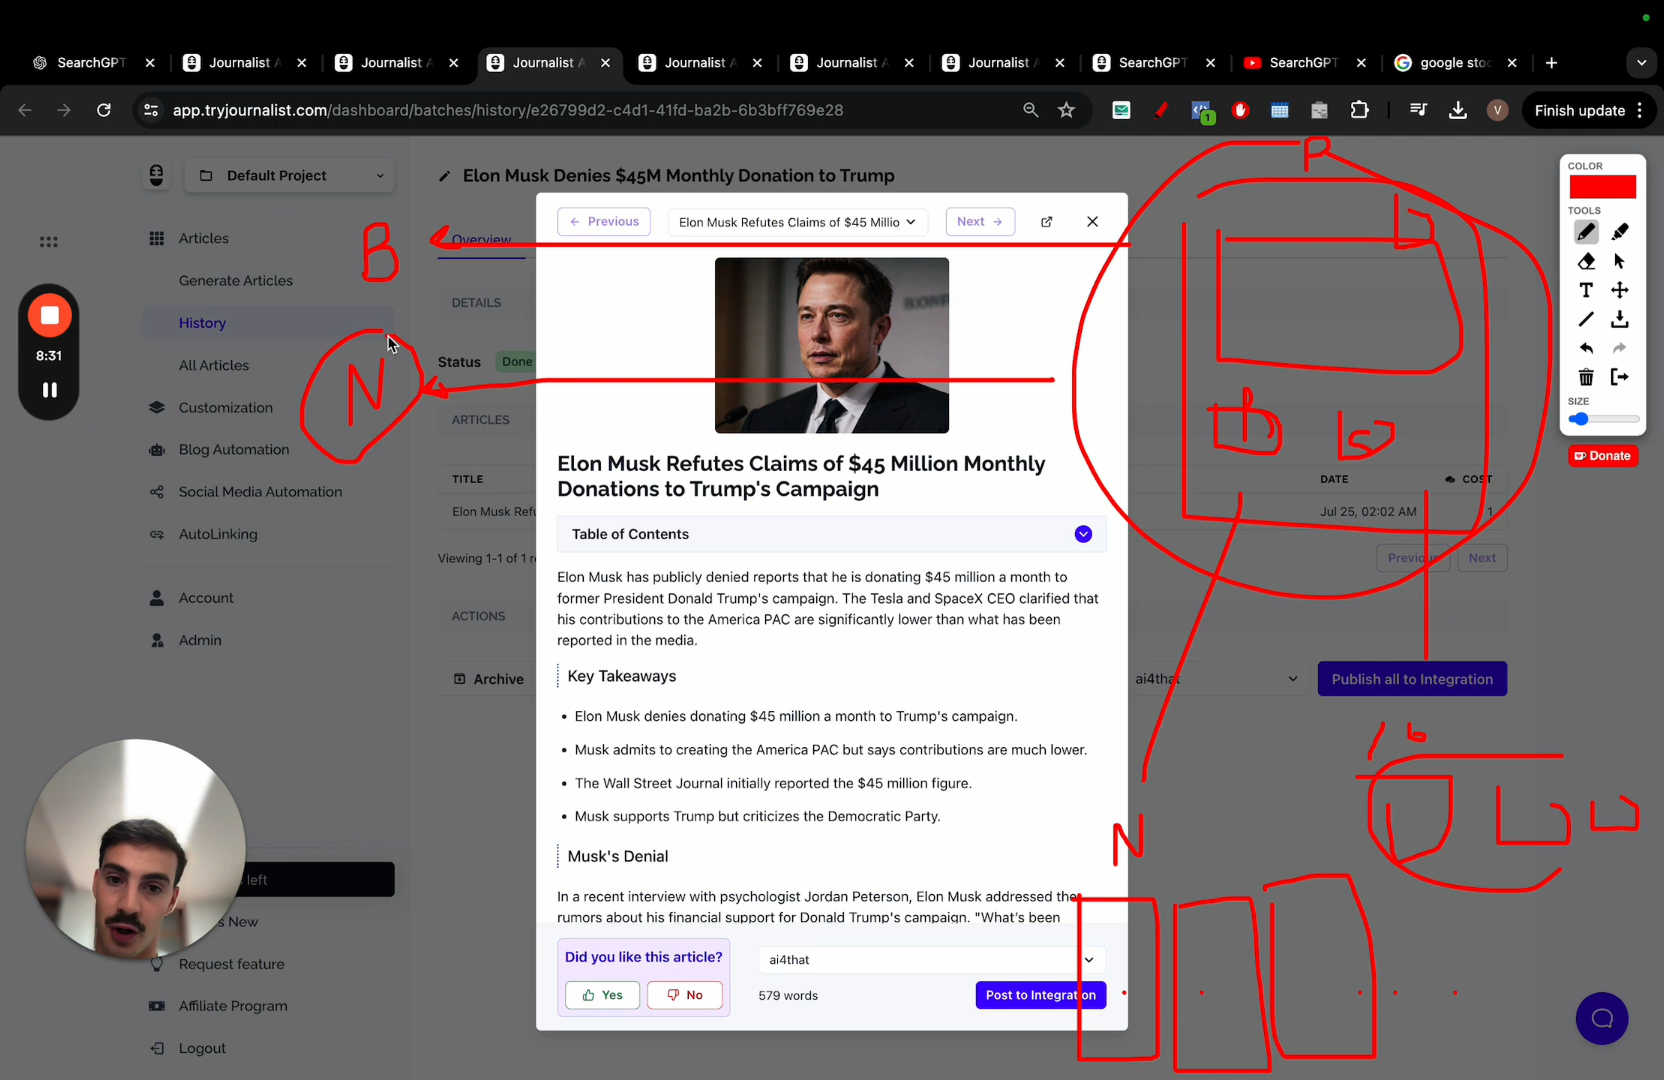 SearchGPT
Journalist A
Journalist A
Journalist A
Journalist A
Journalist A
Journalist A
SearchGPT
SearchGPT
google stoc
app.tryjournalist.com/dashboard/batches/history/e26799d2-c4d1-41fd-ba2b-6b3bff769e28
1
V
Finish update
Default Project
Elon Musk Denies $45M Monthly Donation to Trump
Articles
Generate Articles
History
All Articles
Customization
Blog Automation
Social Media Automation
AutoLinking
Account
Admin
left
s New
Request feature
Affiliate Program
Logout
8:31
B
N
Overview
DETAILS
Status Done
ARTICLES
TITLE
DATE
COST
Elon Musk Refu
Jul 25, 02:02 AM
1
Viewing 1-1 of 1 re
Previous
Next
ACTIONS
Archive
ai4that
Publish all to Integration
Previous
Elon Musk Refutes Claims of $45 Millio
Next
Elon Musk Refutes Claims of $45 Million Monthly
Donations to Trump's Campaign
Table of Contents
Elon Musk has publicly denied reports that he is donating $45 million a month to
former President Donald Trump's campaign. The Tesla and SpaceX CEO clarified that
his contributions to the America PAC are significantly lower than what has been
reported in the media.
Key Takeaways
• Elon Musk denies donating $45 million a month to Trump's campaign.
• Musk admits to creating the America PAC but says contributions are much lower.
• The Wall Street Journal initially reported the $45 million figure.
• Musk supports Trump but criticizes the Democratic Party.
Musk's Denial
In a recent interview with psychologist Jordan Peterson, Elon Musk addressed the
rumors about his financial support for Donald Trump's campaign. "What's been
Did you like this article?
Yes
No
ai4that
579 words
Post to Integration
N
COLOR
TOOLS
T
SIZE
Donate